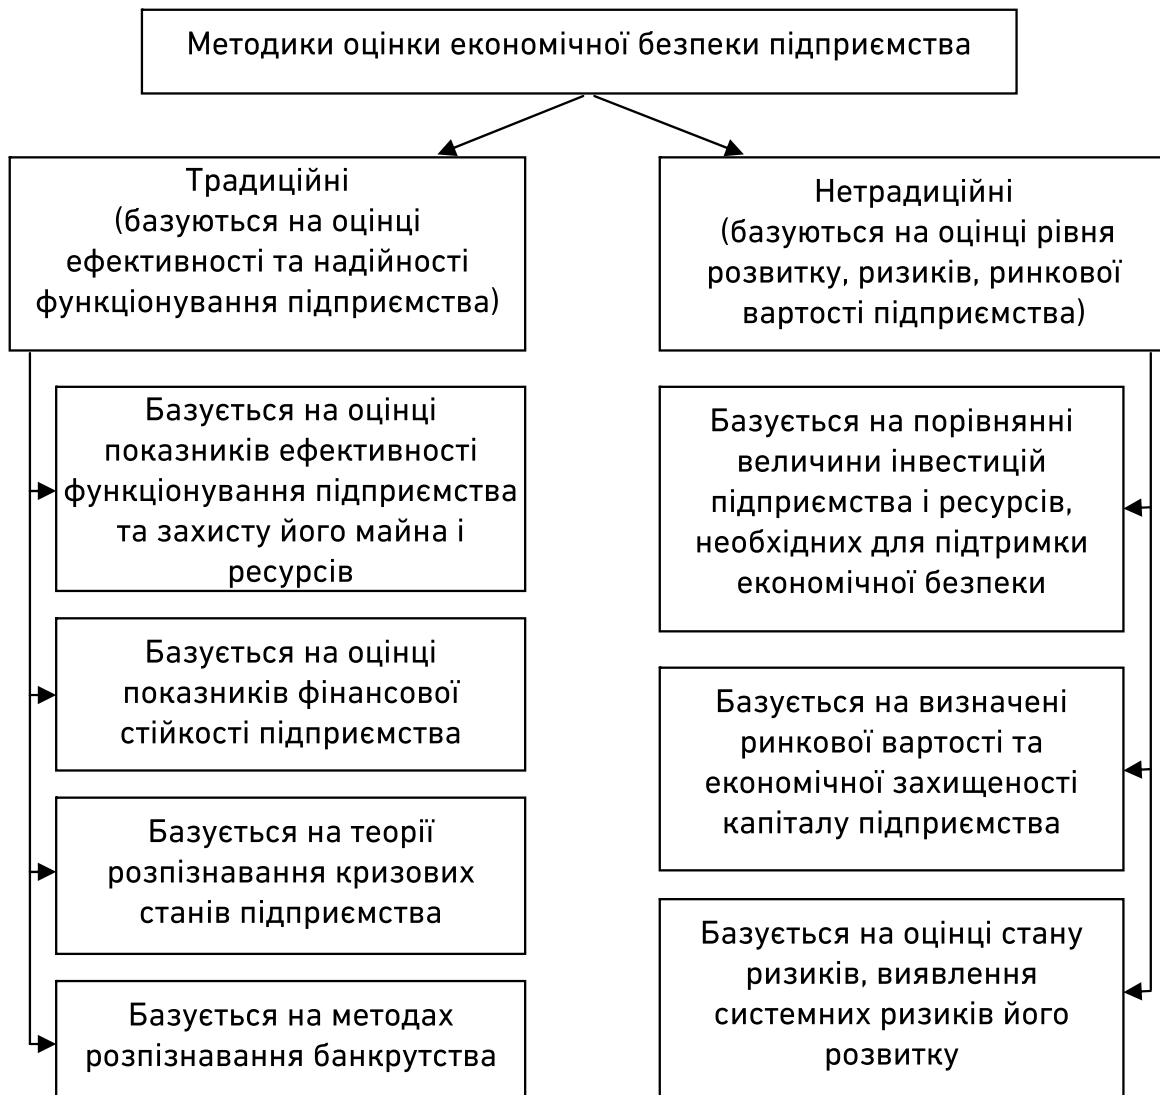 Методики оцінки економічної безпеки підприємства
Традиційні
(базуються на оцінці
ефективності та надійності
функціонування підприємства)
Базується на оцінці
показників ефективності
функціонування підприємства
та захисту його майна і
ресурсів
Базується на оцінці
показників фінансової
стійкості підприємства
Базується на теорії
розпізнавання кризових
станів підприємства
Базується на методах
розпізнавання банкрутства
Нетрадиційні
(базуються на оцінці рівня
розвитку, ризиків, ринкової
вартості підприємства)
Базується на порівнянні
величини інвестицій
підприємства і ресурсів,
необхідних для підтримки
економічної безпеки
Базується на визначені
ринкової вартості та
економічної захищеності
капіталу підприємства
Базується на оцінці стану
ризиків, виявлення
системних ризиків його
розвитку